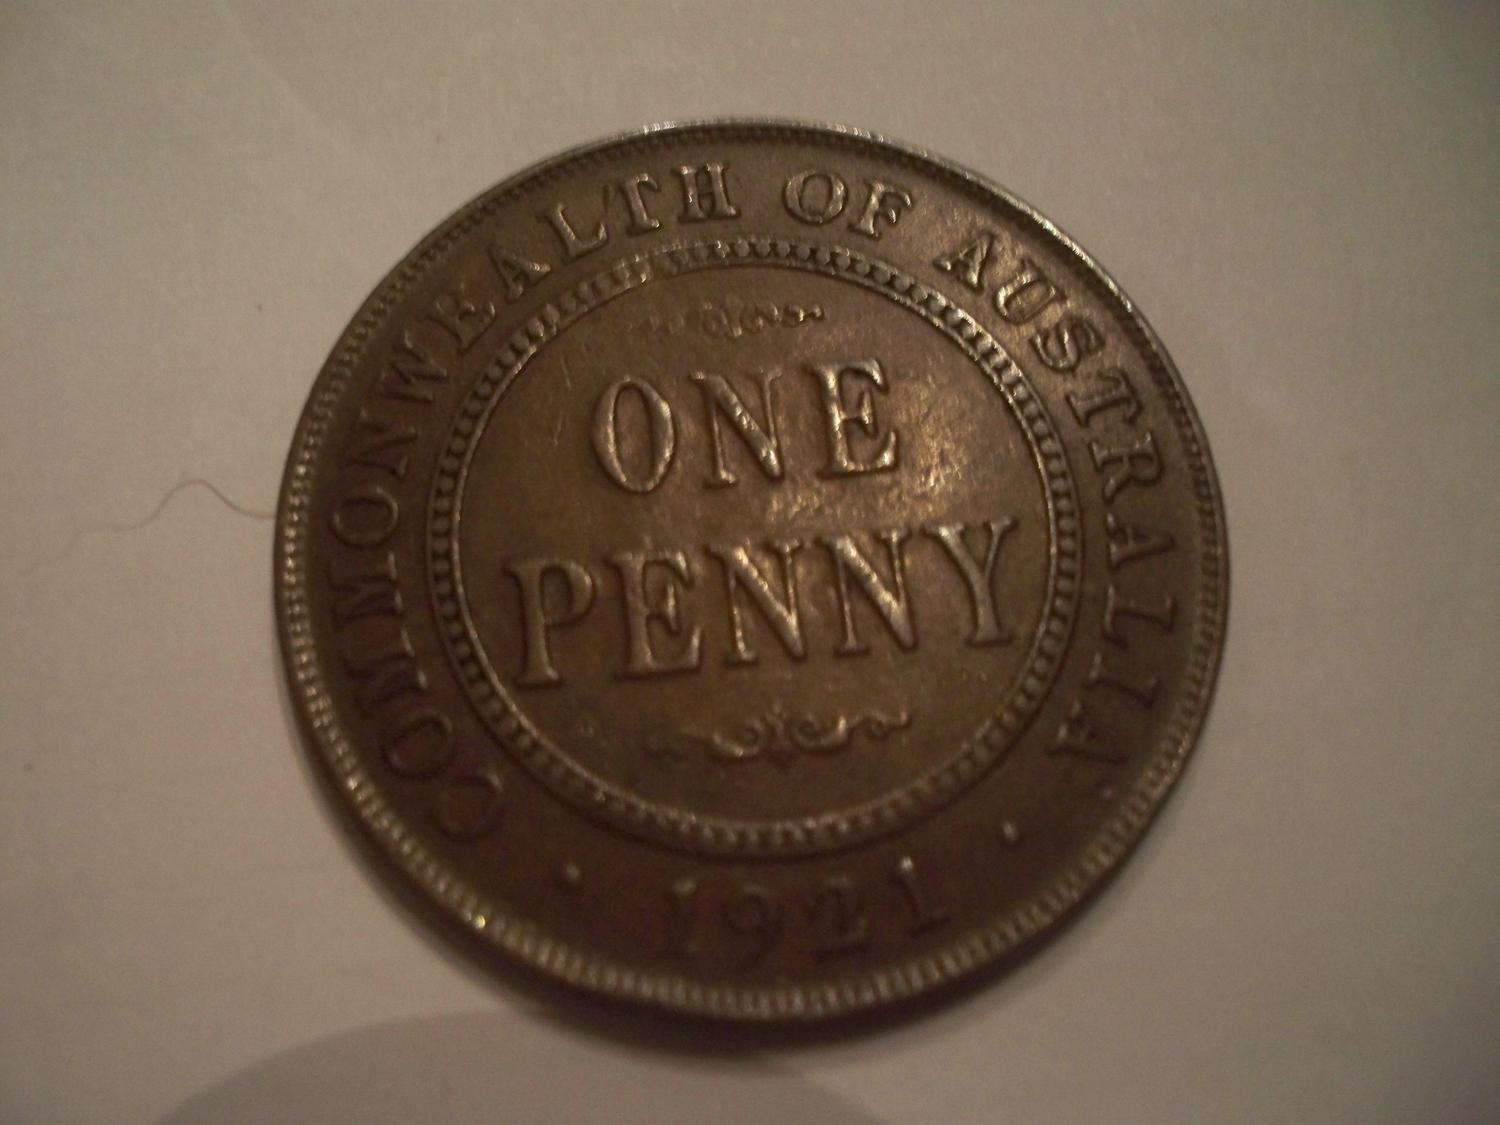 COMMONWEALTH OF AUSTRALIA
ONE
PENNY
· 1921 ·